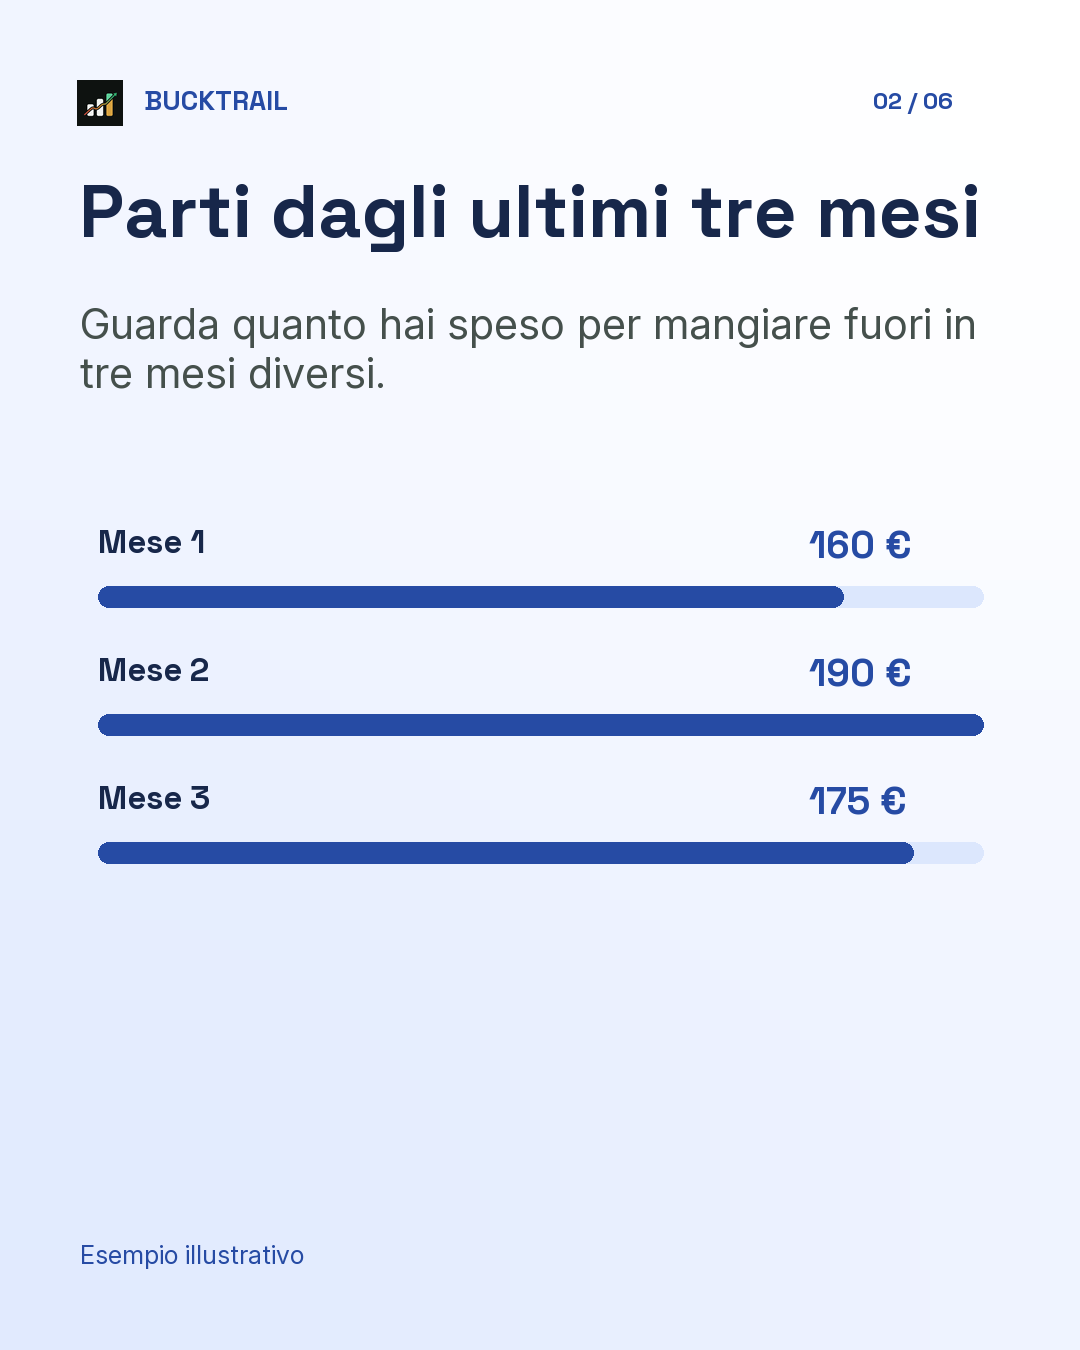 BUCKTRAIL
02 / 06
Parti dagli ultimi tre mesi
Guarda quanto hai speso per mangiare fuori in
tre mesi diversi.
Mese 1
160 €
Mese 2
190 €
Mese 3
175 €
Esempio illustrativo